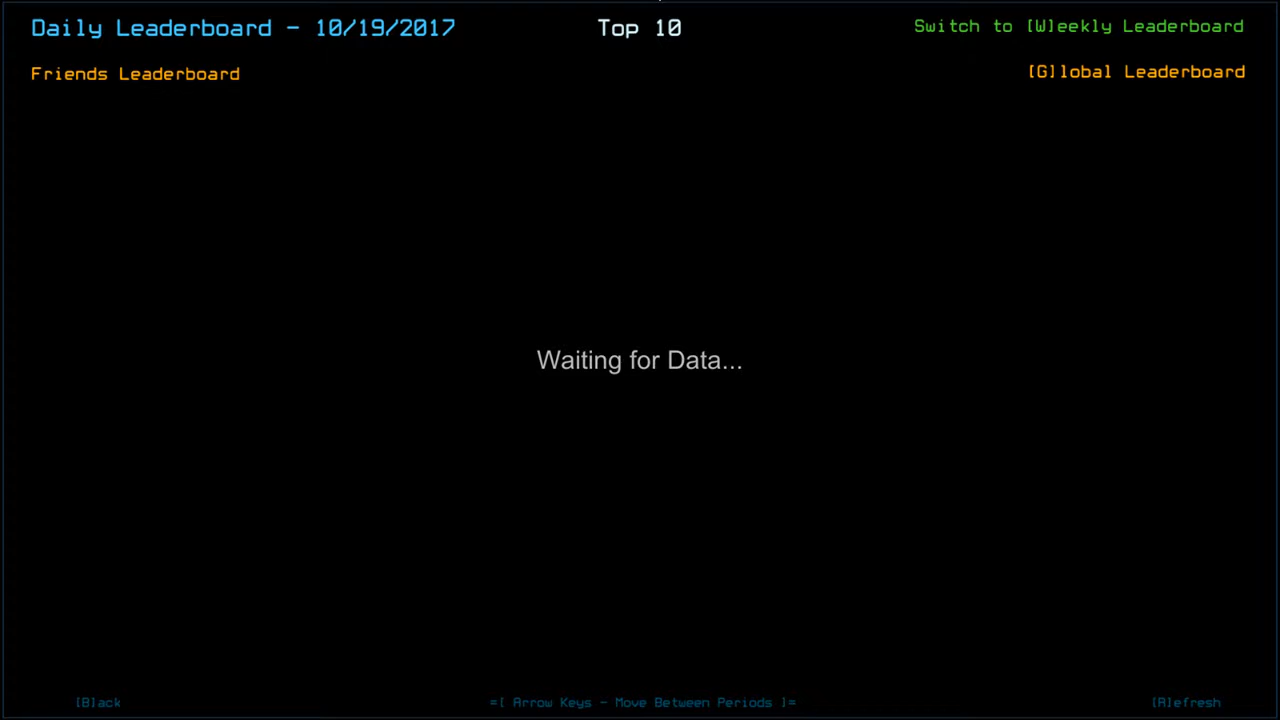 Daily Leaderboard - 10/19/2017 Top 10 Switch to [W]eekly Leaderboard
Friends Leaderboard [G]lobal Leaderboard
Waiting for Data...
[B]ack =[ Arrow Keys - Move Between Periods ]= [R]efresh